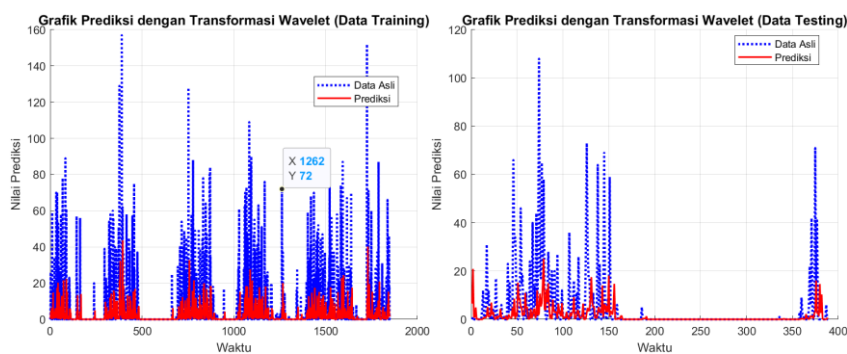 Grafik Prediksi dengan Transformasi Wavelet (Data Training)
160
140
120
100
80
60
40
20
0
Nilai Prediksi
Data Asli
Prediksi
X 1262
Y 72
0 500 1000 1500 2000
Waktu
Grafik Prediksi dengan Transformasi Wavelet (Data Testing)
120
100
80
60
40
20
0
Nilai Prediksi
Data Asli
Prediksi
0 50 100 150 200 250 300 350 400
Waktu